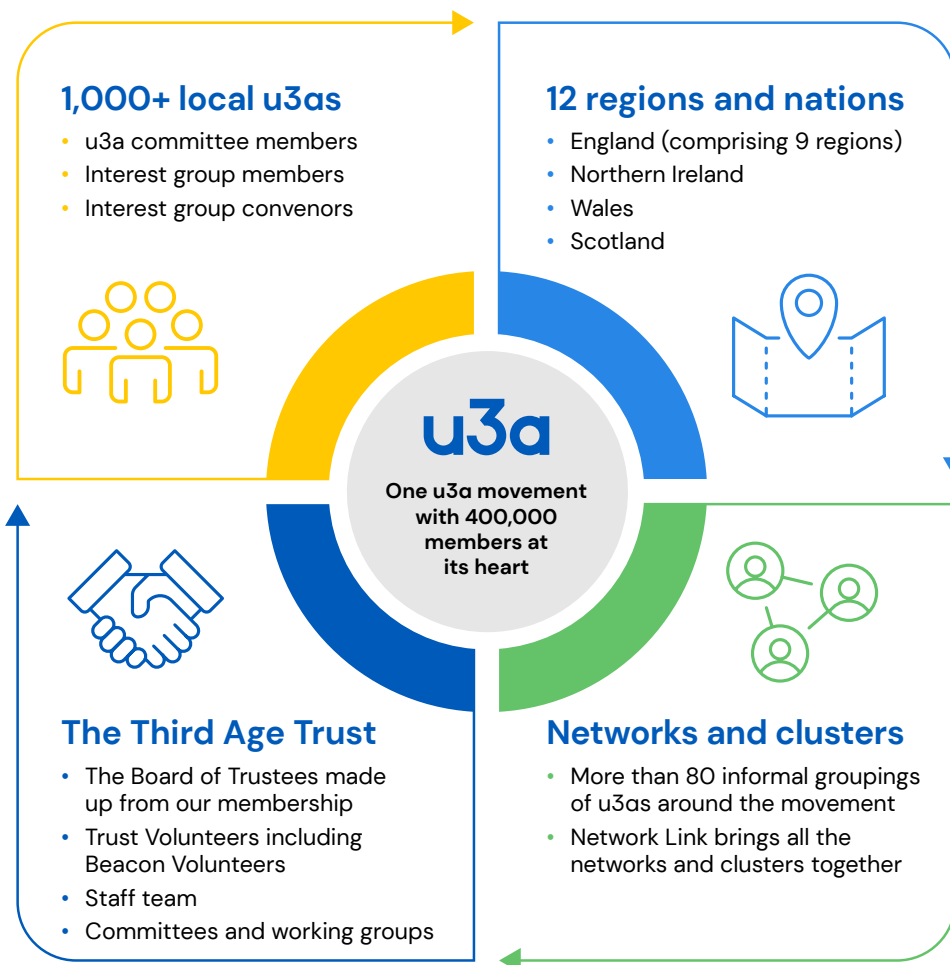 1,000+ local u3as
• u3a committee members
• Interest group members
• Interest group convenors
12 regions and nations
• England (comprising 9 regions)
• Northern Ireland
• Wales
• Scotland
u3a
One u3a movement
with 400,000
members at
its heart
The Third Age Trust
• The Board of Trustees made
up from our membership
• Trust Volunteers including
Beacon Volunteers
• Staff team
• Committees and working groups
Networks and clusters
• More than 80 informal groupings
of u3as around the movement
• Network Link brings all the
networks and clusters together